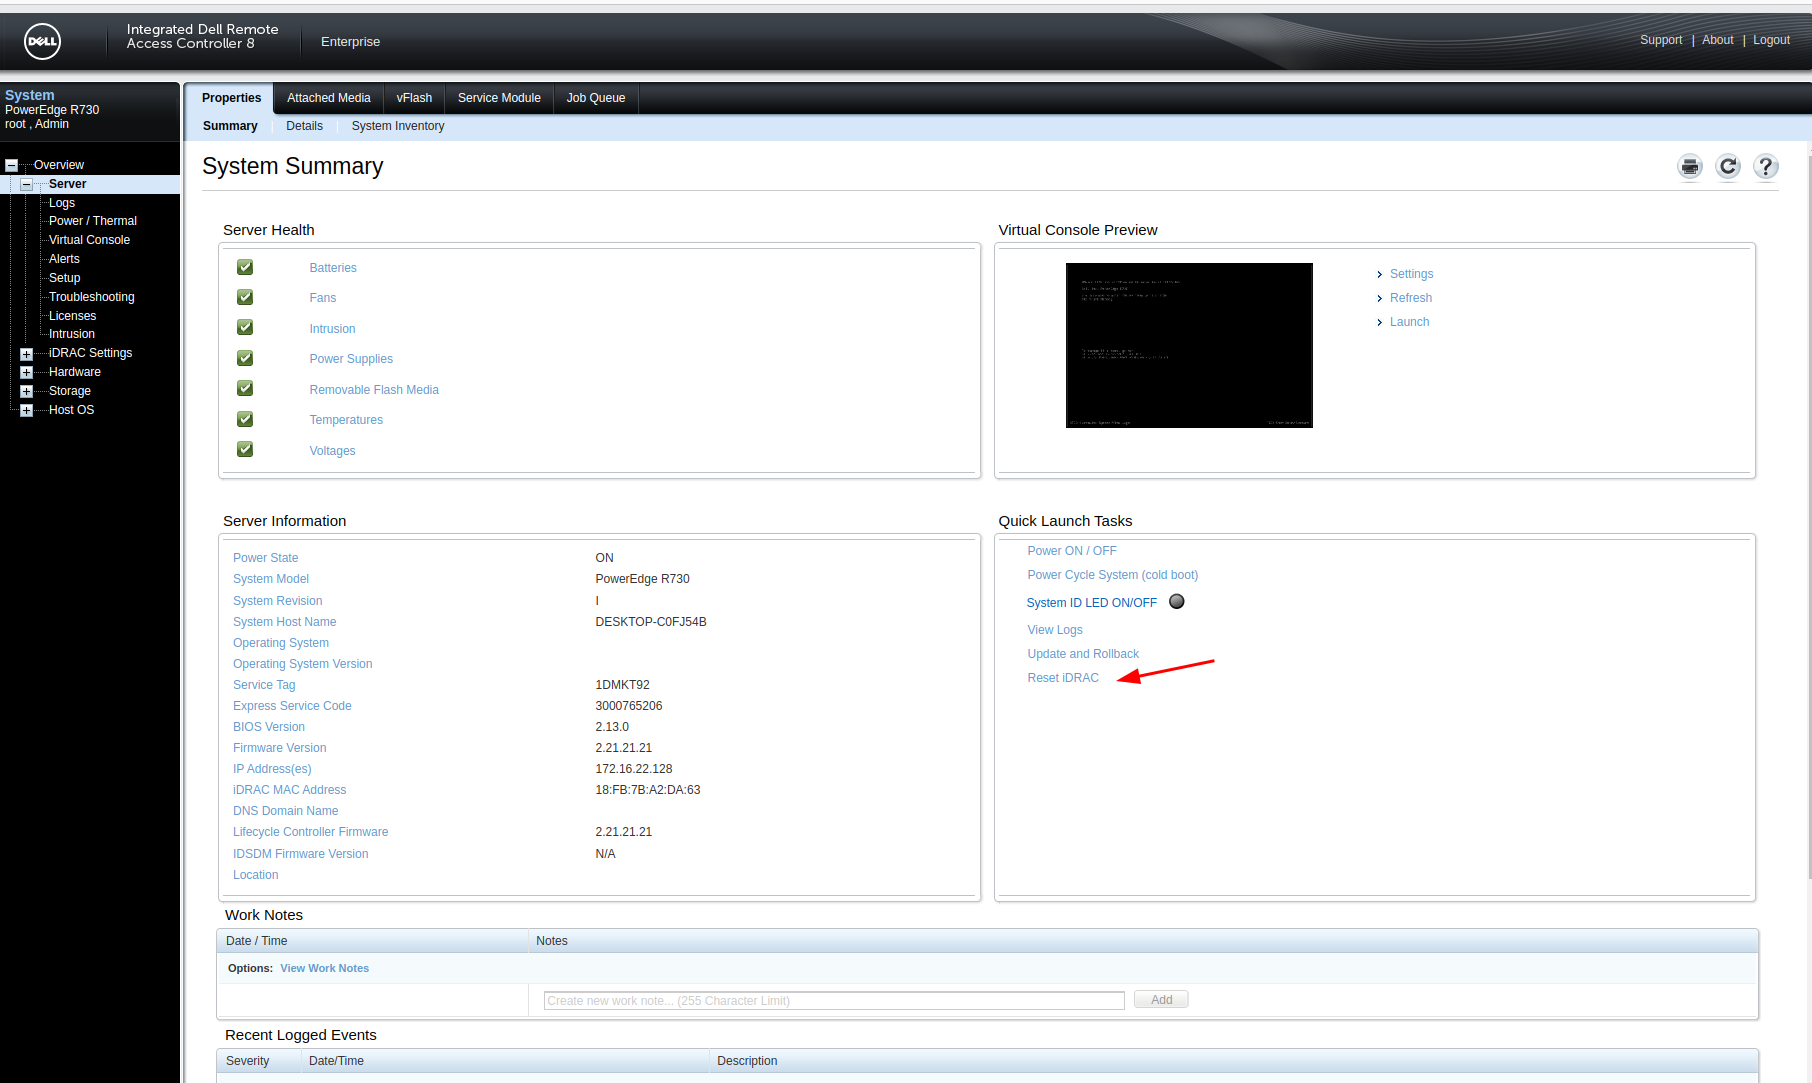 DELL
Integrated Dell Remote
Access Controller 8
Enterprise
Support | About | Logout
System
PowerEdge R730
root , Admin
Overview
Server
Logs
Power / Thermal
Virtual Console
Alerts
Setup
Troubleshooting
Licenses
Intrusion
iDRAC Settings
Hardware
Storage
Host OS
Properties Attached Media vFlash Service Module Job Queue
Summary Details System Inventory
System Summary
Server Health
Batteries
Fans
Intrusion
Power Supplies
Removable Flash Media
Temperatures
Voltages
Virtual Console Preview
Settings
Refresh
Launch
Server Information
Power State ON
System Model PowerEdge R730
System Revision I
System Host Name DESKTOP-C0FJ54B
Operating System
Operating System Version
Service Tag 1DMKT92
Express Service Code 3000765206
BIOS Version 2.13.0
Firmware Version 2.21.21.21
IP Address(es) 172.16.22.128
iDRAC MAC Address 18:FB:7B:A2:DA:63
DNS Domain Name
Lifecycle Controller Firmware 2.21.21.21
IDSDM Firmware Version N/A
Location
Quick Launch Tasks
Power ON / OFF
Power Cycle System (cold boot)
System ID LED ON/OFF
View Logs
Update and Rollback
Reset iDRAC
Work Notes
Date / Time Notes
Options: View Work Notes
Create new work note... (255 Character Limit) Add
Recent Logged Events
Severity Date/Time Description